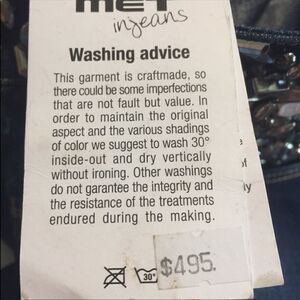 MET
injeans
Washing advice
This garment is craftmade, so
there could be some imperfections
that are not fault but value. In
order to maintain the original
aspect and the various shadings
of color we suggest to wash 30°
inside-out and dry vertically
without ironing. Other washings
do not garantee the integrity and
the resistance of the treatments
endured during the making.
30°
$495.